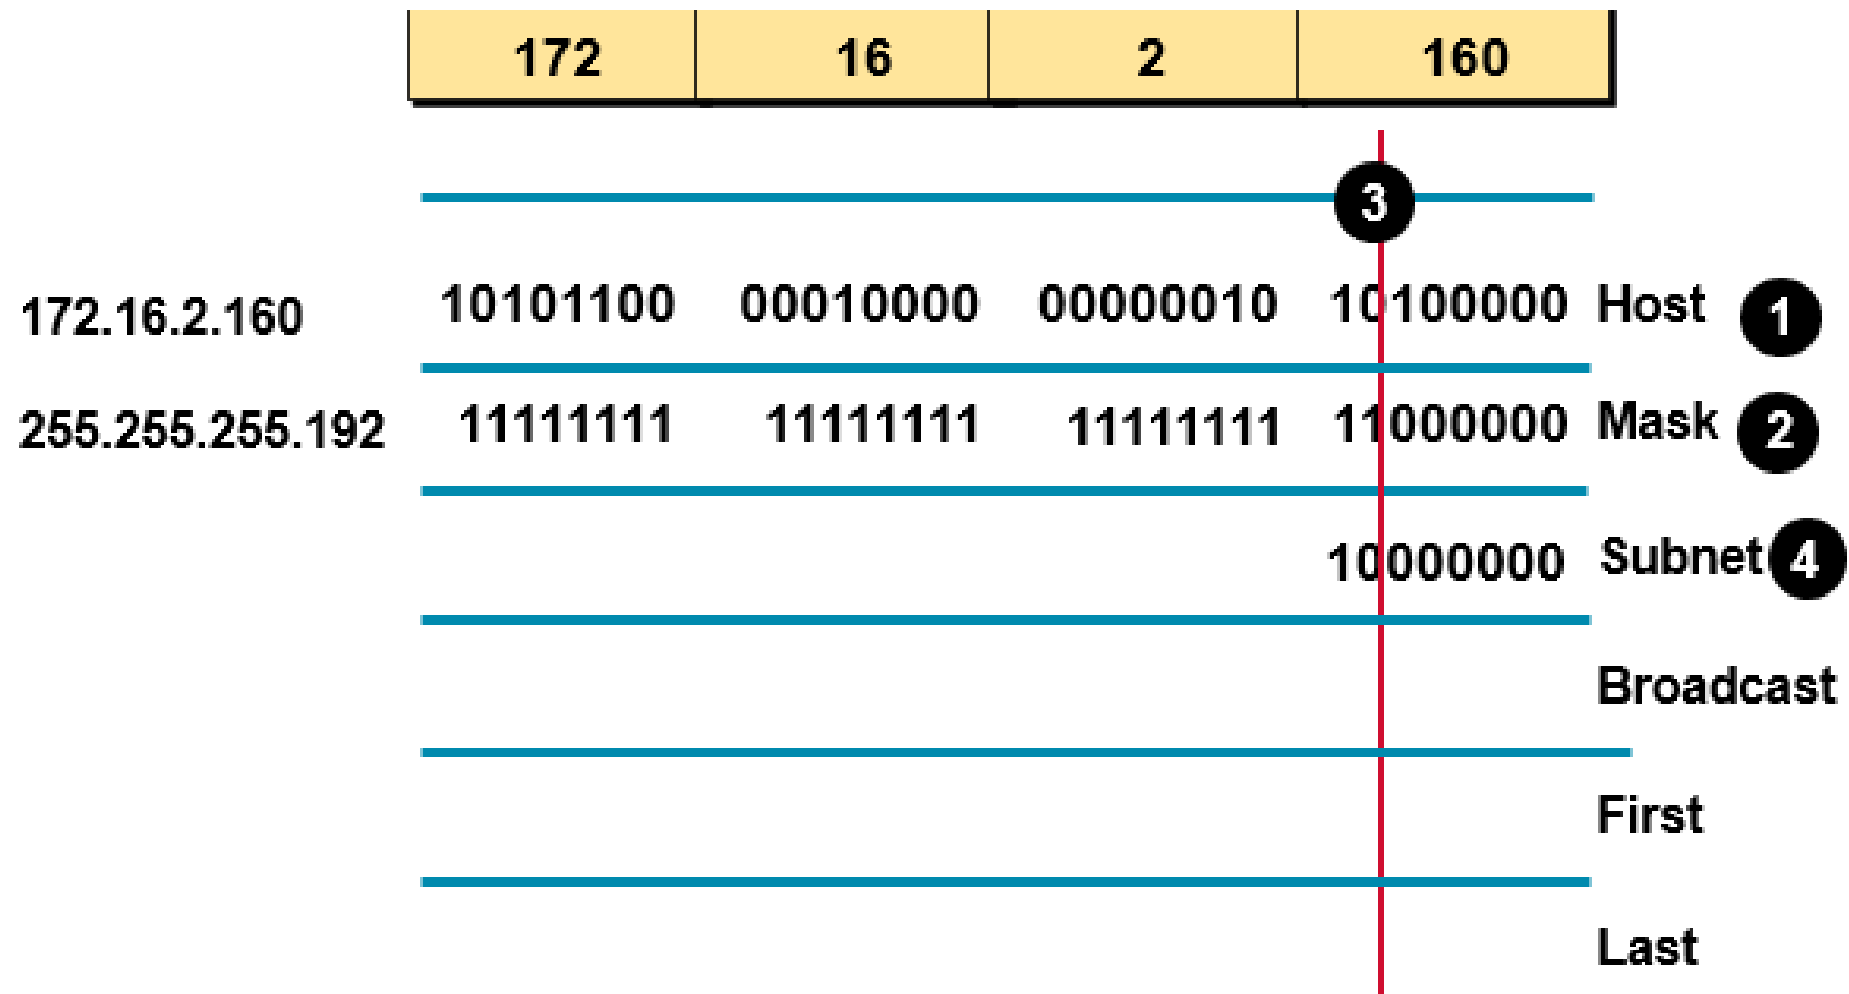 172 16 2 160
3
172.16.2.160 10101100 00010000 00000010 10100000 Host 1
255.255.255.192 11111111 11111111 11111111 11000000 Mask 2
10000000 Subnet 4
Broadcast
First
Last